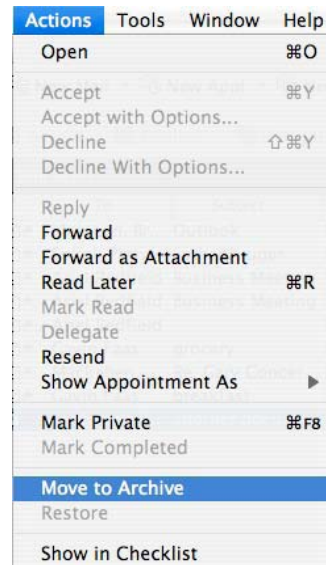 Actions Tools Window Help
Open ⌘O
Accept ⌘Y
Accept with Options...
Decline ⇧⌘Y
Decline With Options...
Reply
Forward
Forward as Attachment
Read Later ⌘R
Mark Read
Delegate
Resend
Show Appointment As ▶
Mark Private ⌘F8
Mark Completed
Move to Archive
Restore
Show in Checklist